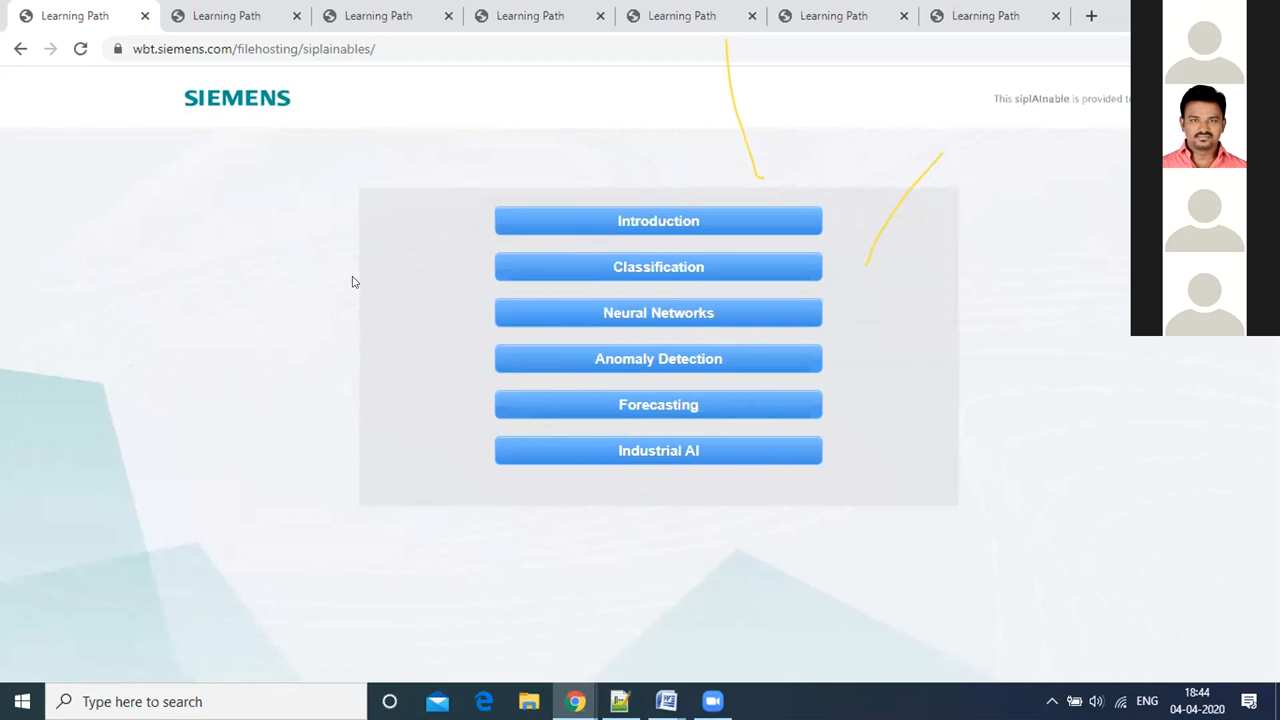 Learning Path Learning Path Learning Path Learning Path Learning Path Learning Path Learning Path
wbt.siemens.com/filehosting/siplainables/
SIEMENS
This siplAInable is provided to
Introduction
Classification
Neural Networks
Anomaly Detection
Forecasting
Industrial AI
Type here to search
ENG
18:44
04-04-2020